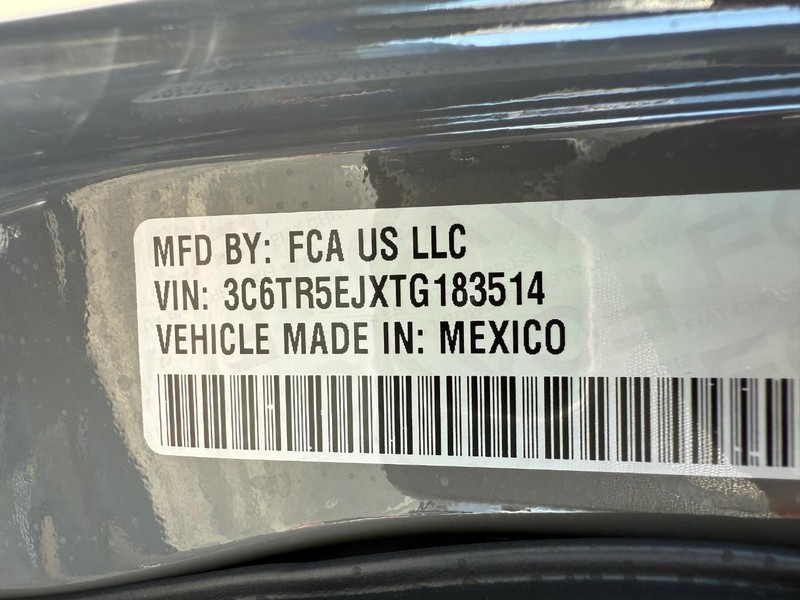 MFD BY: FCA US LLC
VIN: 3C6TR5EJXTG183514
VEHICLE MADE IN: MEXICO